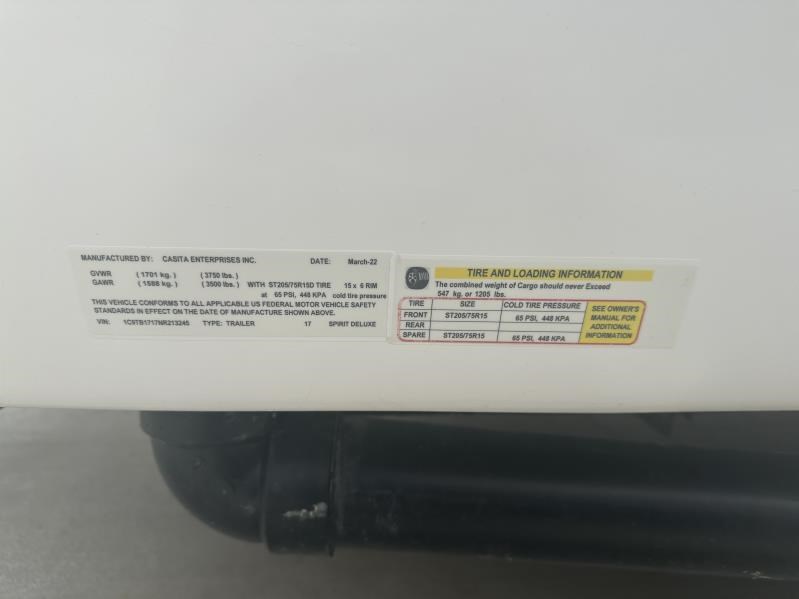 MANUFACTURED BY: CASITA ENTERPRISES INC. DATE: March-22
GVWR (1701 kg.) (3750 lbs.)
GAWR (1588 kg.) (3500 lbs.) WITH ST205/75R15D TIRE 15 x 6 RIM
at 65 PSI, 448 KPA cold tire pressure
THIS VEHICLE CONFORMS TO ALL APPLICABLE US FEDERAL MOTOR VEHICLE SAFETY
STANDARDS IN EFFECT ON THE DATE OF MANUFACTURE SHOWN ABOVE.
VIN: 1C9TB1717NR213245 TYPE: TRAILER 17 SPIRIT DELUXE
TIRE AND LOADING INFORMATION
The combined weight of Cargo should never Exceed
547 kg. or 1205 lbs.
TIRE SIZE COLD TIRE PRESSURE
FRONT ST205/75R15 65 PSI, 448 KPA
REAR
SPARE ST205/75R15 65 PSI, 448 KPA
SEE OWNER'S
MANUAL FOR
ADDITIONAL
INFORMATION